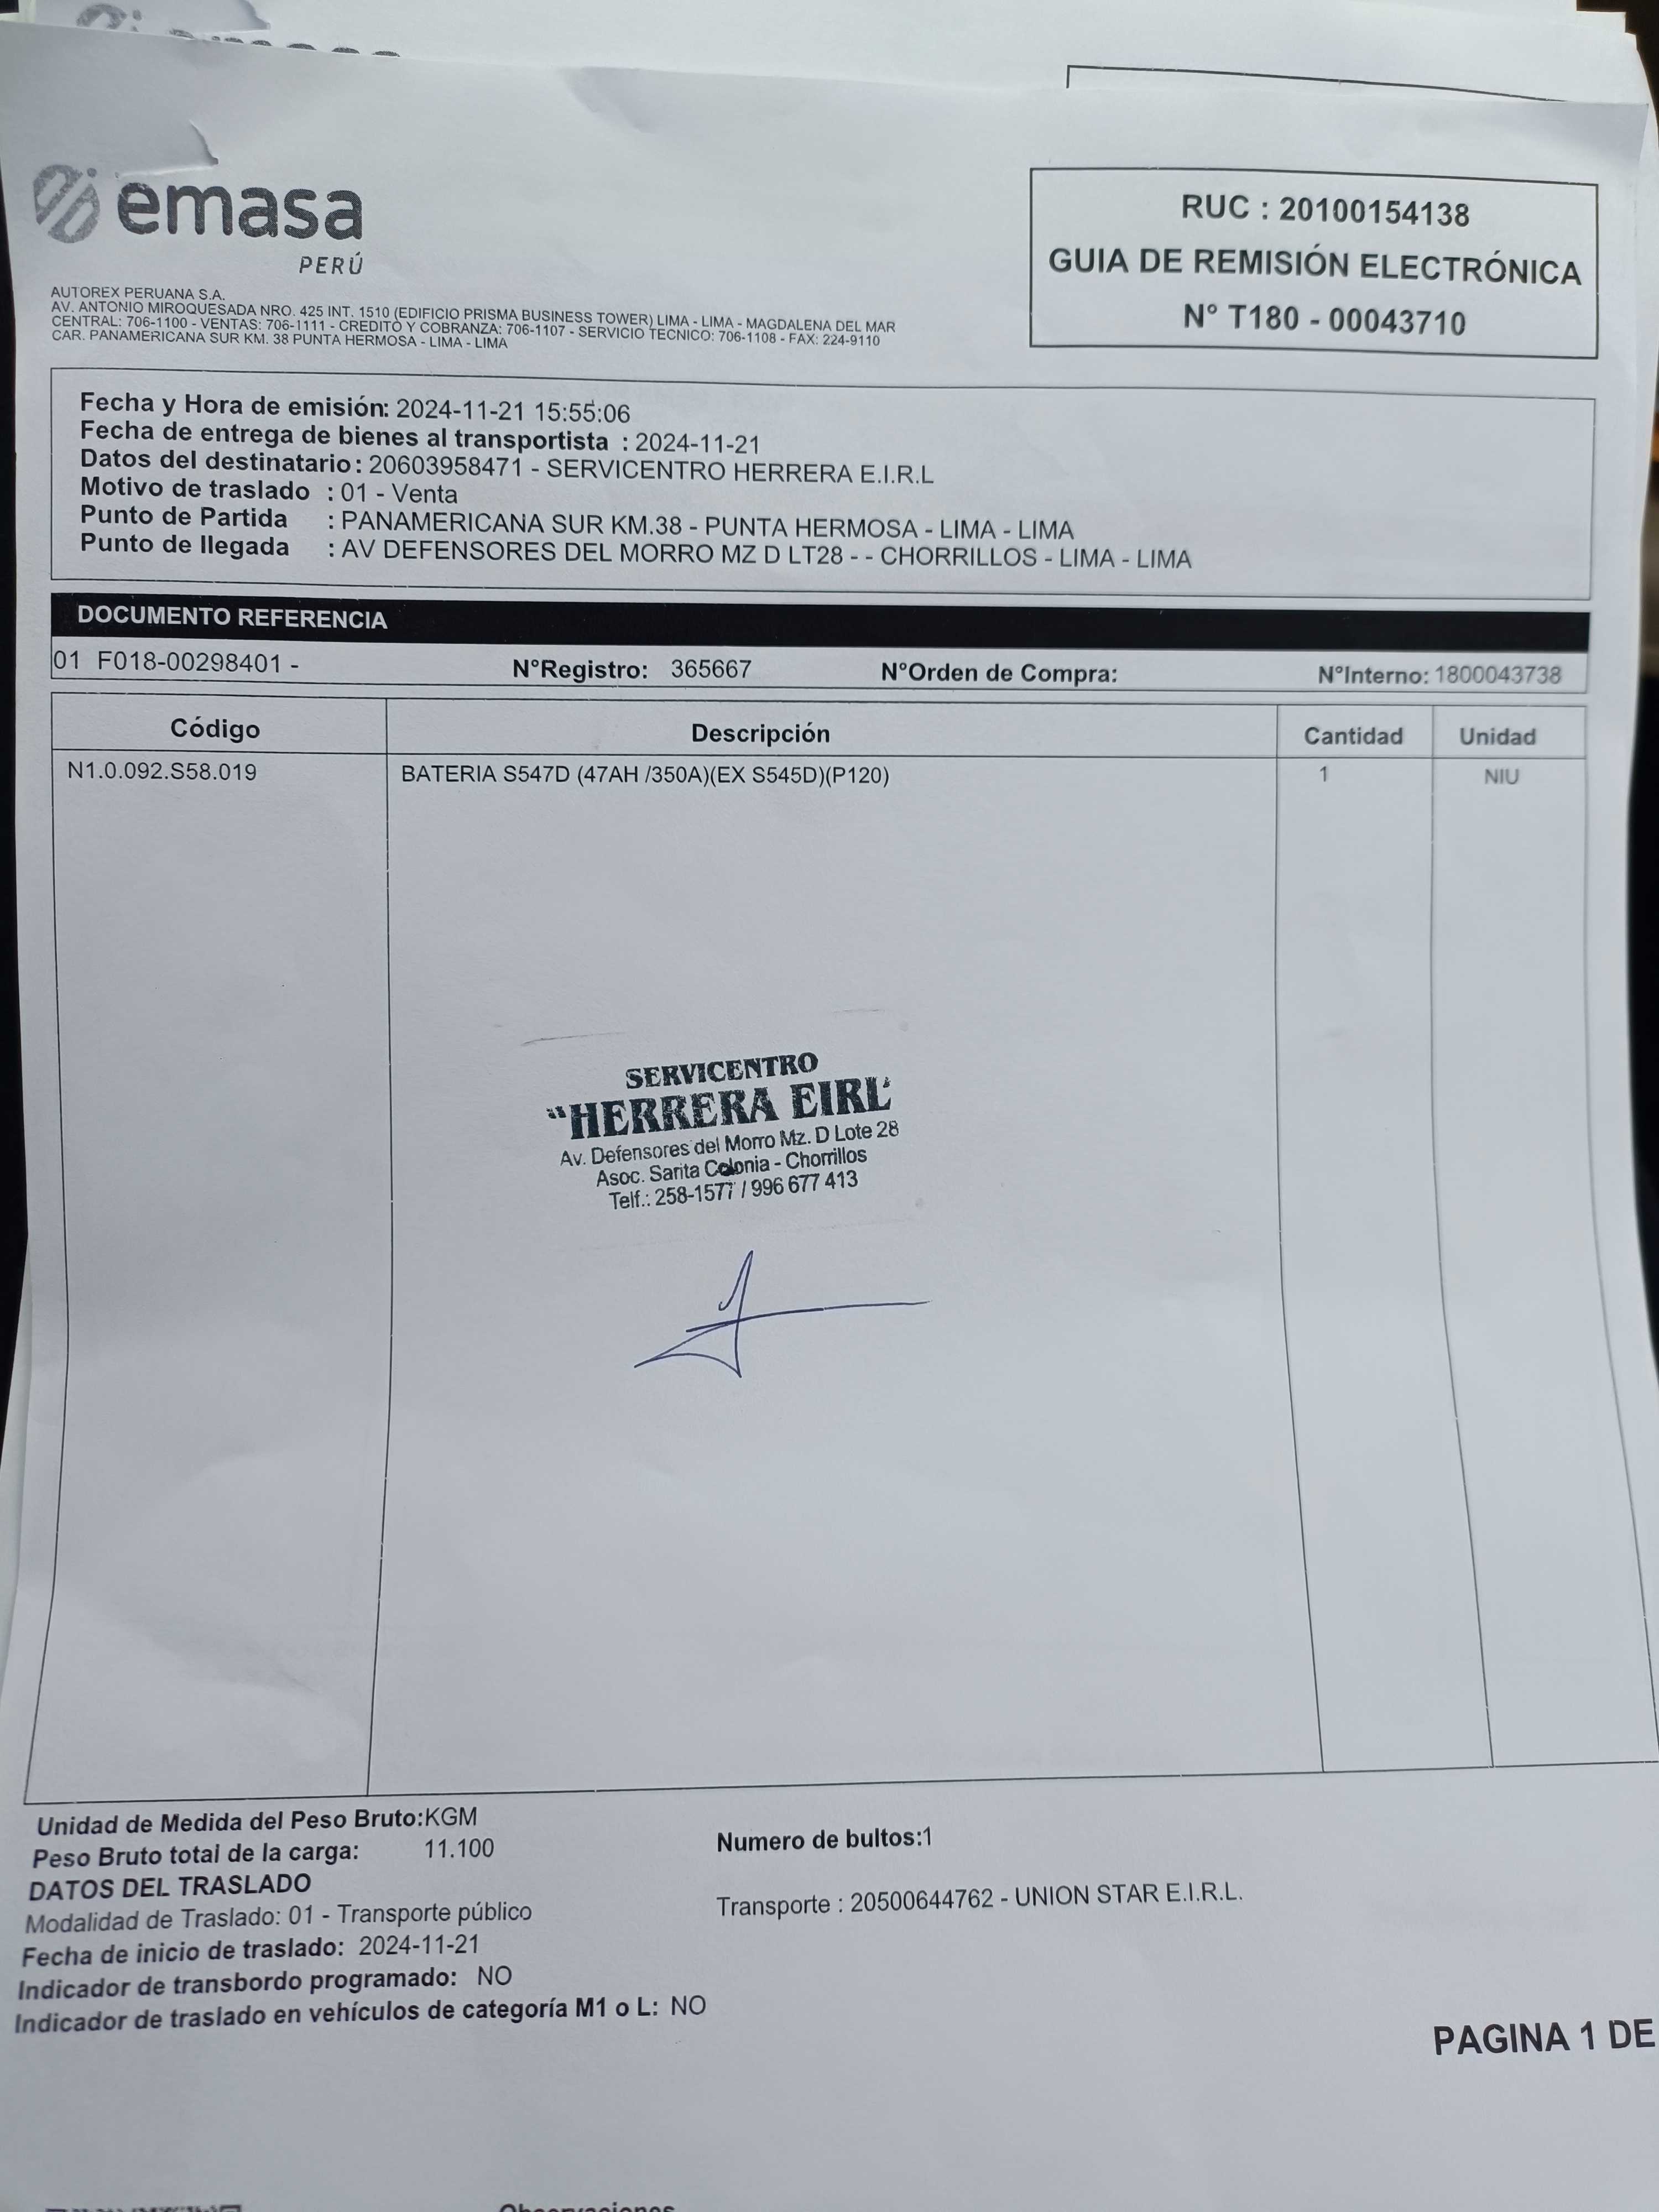 emasa
PERÚ
RUC : 20100154138
GUIA DE REMISIÓN ELECTRÓNICA
N° T180 - 00043710
AUTOREX PERUANA S.A.
AV. ANTONIO MIROQUESADA NRO. 425 INT. 1510 (EDIFICIO PRISMA BUSINESS TOWER) LIMA - LIMA - MAGDALENA DEL MAR
CENTRAL: 706-1100 - VENTAS: 706-1111 - CREDITO Y COBRANZA: 706-1107 - SERVICIO TECNICO: 706-1108 - FAX: 224-9110
CAR. PANAMERICANA SUR KM. 38 PUNTA HERMOSA - LIMA - LIMA
Fecha y Hora de emisión: 2024-11-21 15:55:06
Fecha de entrega de bienes al transportista : 2024-11-21
Datos del destinatario: 20603958471 - SERVICENTRO HERRERA E.I.R.L
Motivo de traslado : 01 - Venta
Punto de Partida : PANAMERICANA SUR KM.38 - PUNTA HERMOSA - LIMA - LIMA
Punto de llegada : AV DEFENSORES DEL MORRO MZ D LT28 - - CHORRILLOS - LIMA - LIMA
DOCUMENTO REFERENCIA
01 F018-00298401 - N°Registro: 365667 N°Orden de Compra: N°Interno: 1800043738
Código Descripción Cantidad Unidad
N1.0.092.S58.019 BATERIA S547D (47AH /350A)(EX S545D)(P120) 1 NIU
SERVICENTRO
"HERRERA EIRL"
Av. Defensores del Morro Mz. D Lote 28
Asoc. Sarita Colonia - Chorrillos
Telf.: 258-1577 / 996 677 413
Unidad de Medida del Peso Bruto:KGM
Peso Bruto total de la carga: 11.100 Numero de bultos:1
DATOS DEL TRASLADO
Modalidad de Traslado: 01 - Transporte público Transporte : 20500644762 - UNION STAR E.I.R.L.
Fecha de inicio de traslado: 2024-11-21
Indicador de transbordo programado: NO
Indicador de traslado en vehículos de categoría M1 o L: NO
PAGINA 1 DE
Observaciones